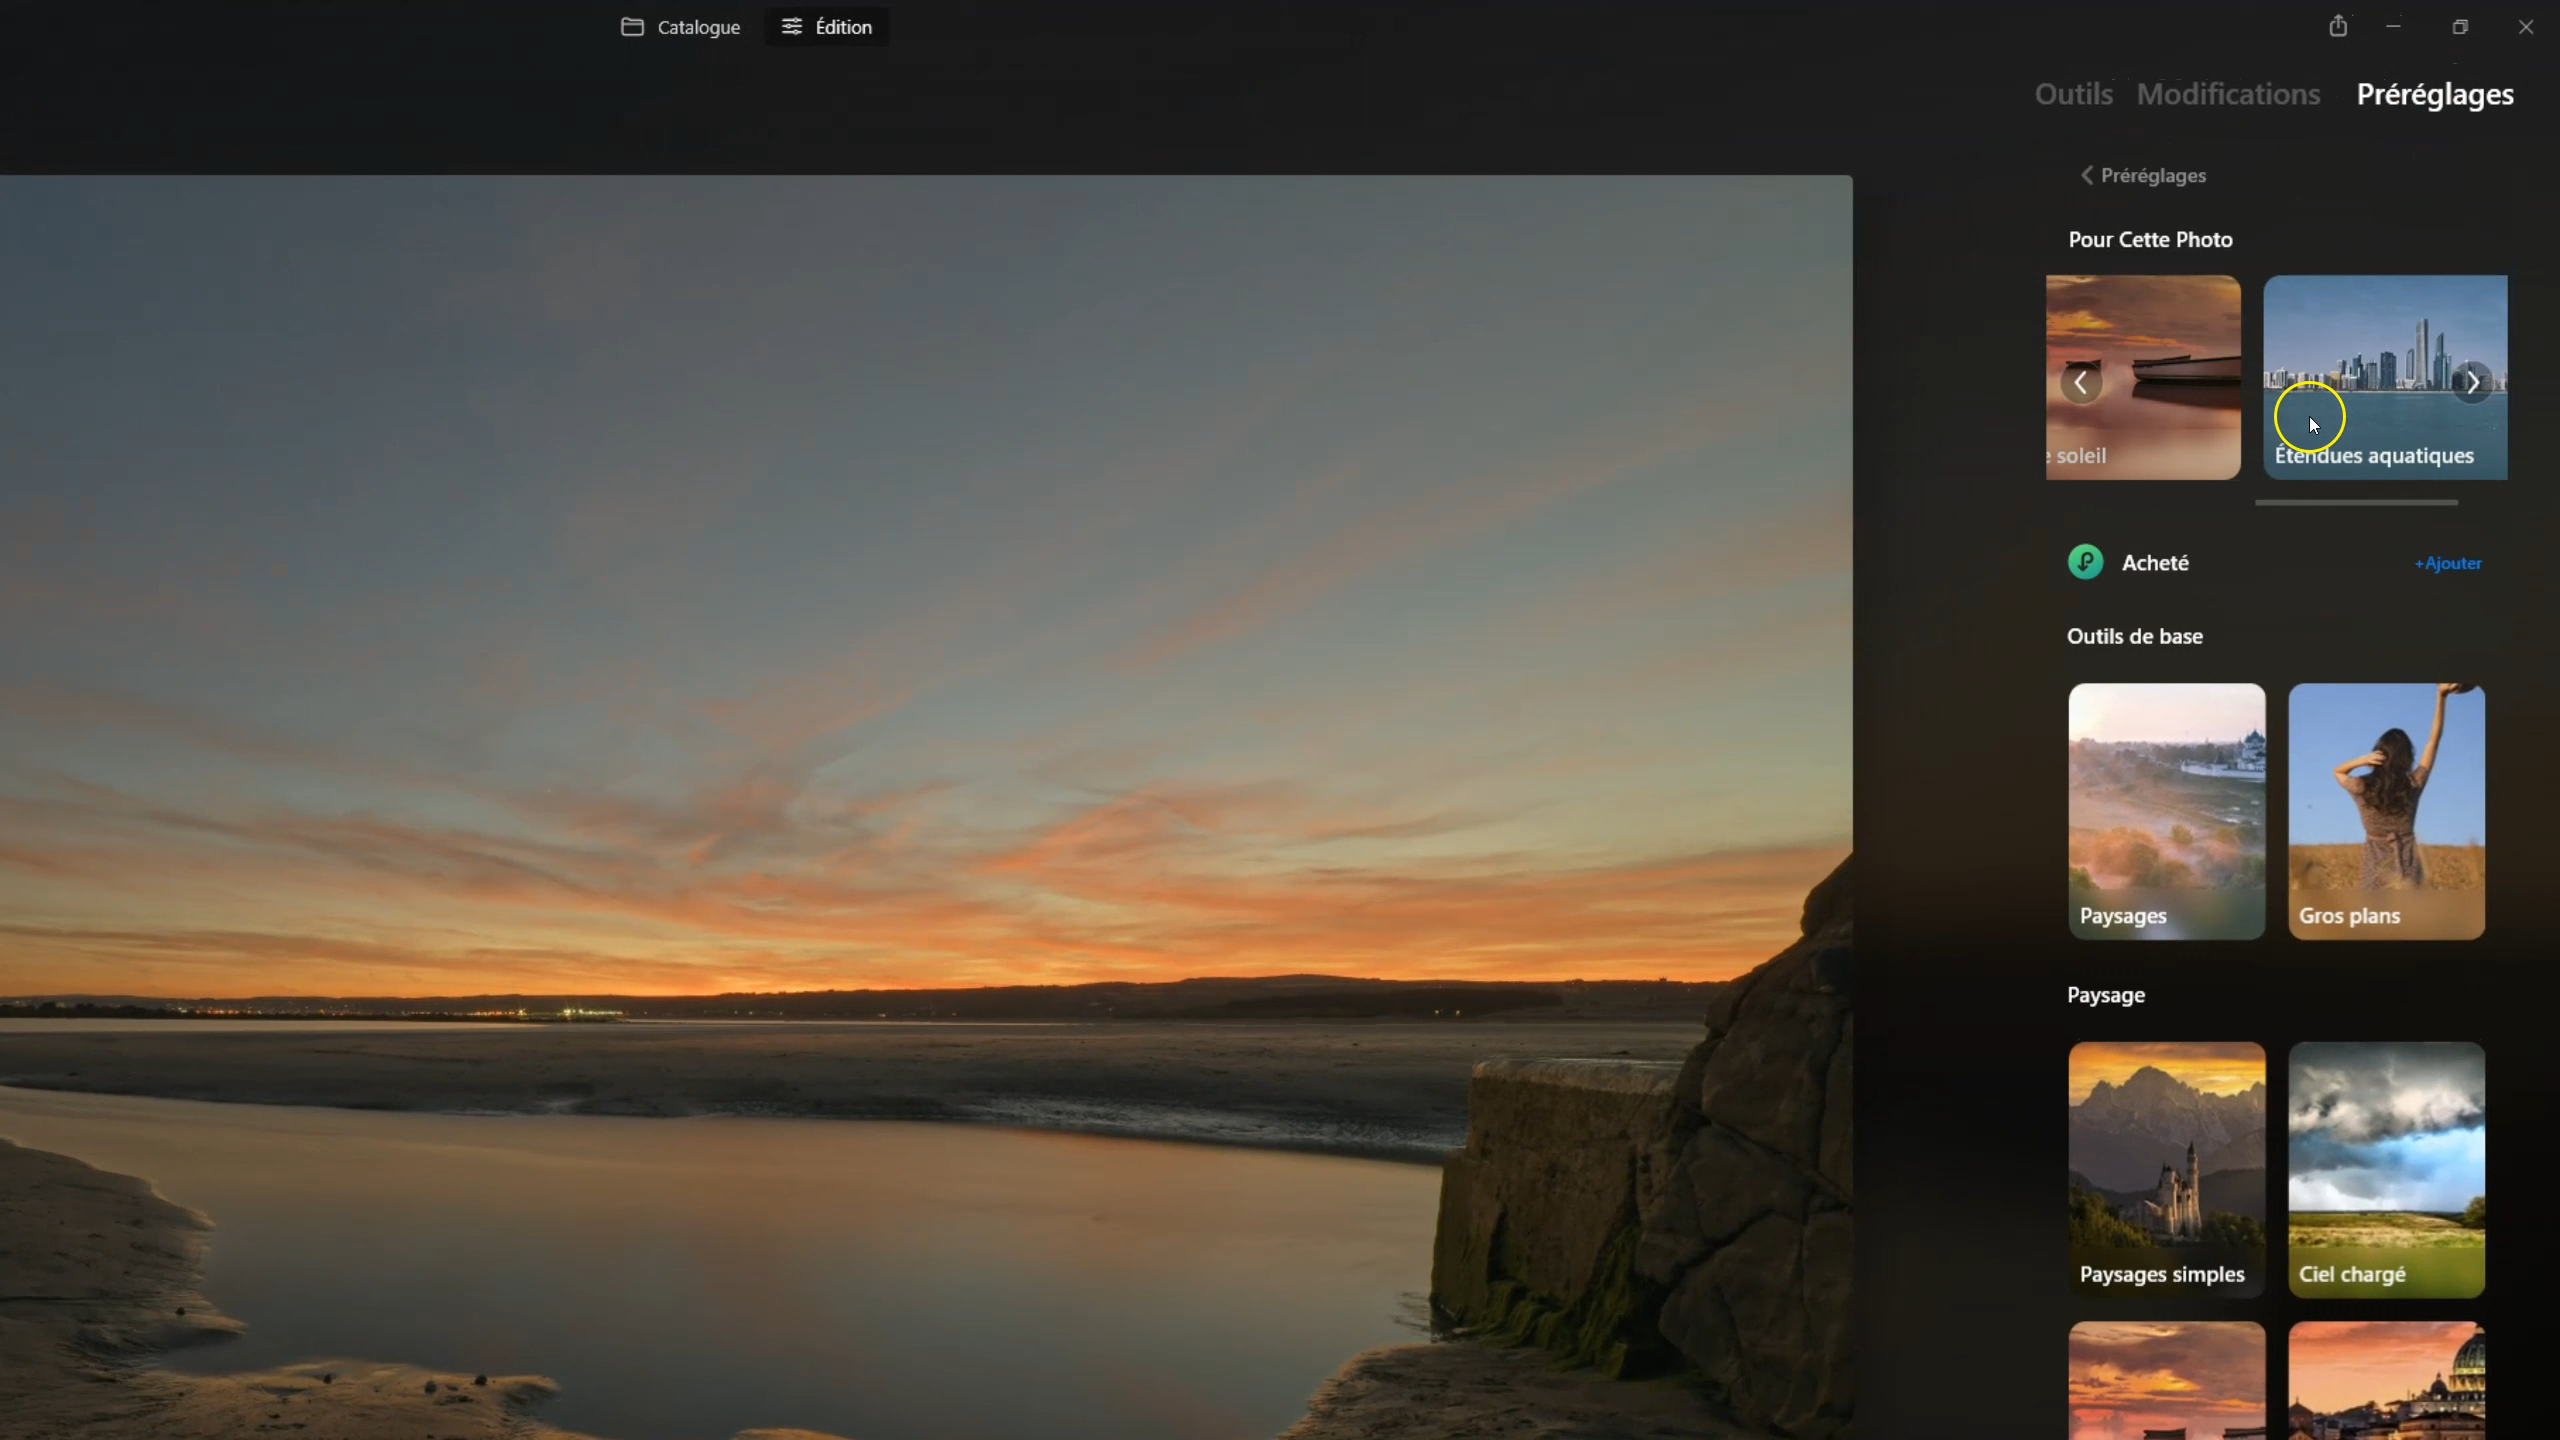 Catalogue
Édition
Outils Modifications Préréglages
Préréglages
Pour Cette Photo
e soleil
Étendues aquatiques
Acheté
+Ajouter
Outils de base
Paysages
Gros plans
Paysage
Paysages simples
Ciel chargé